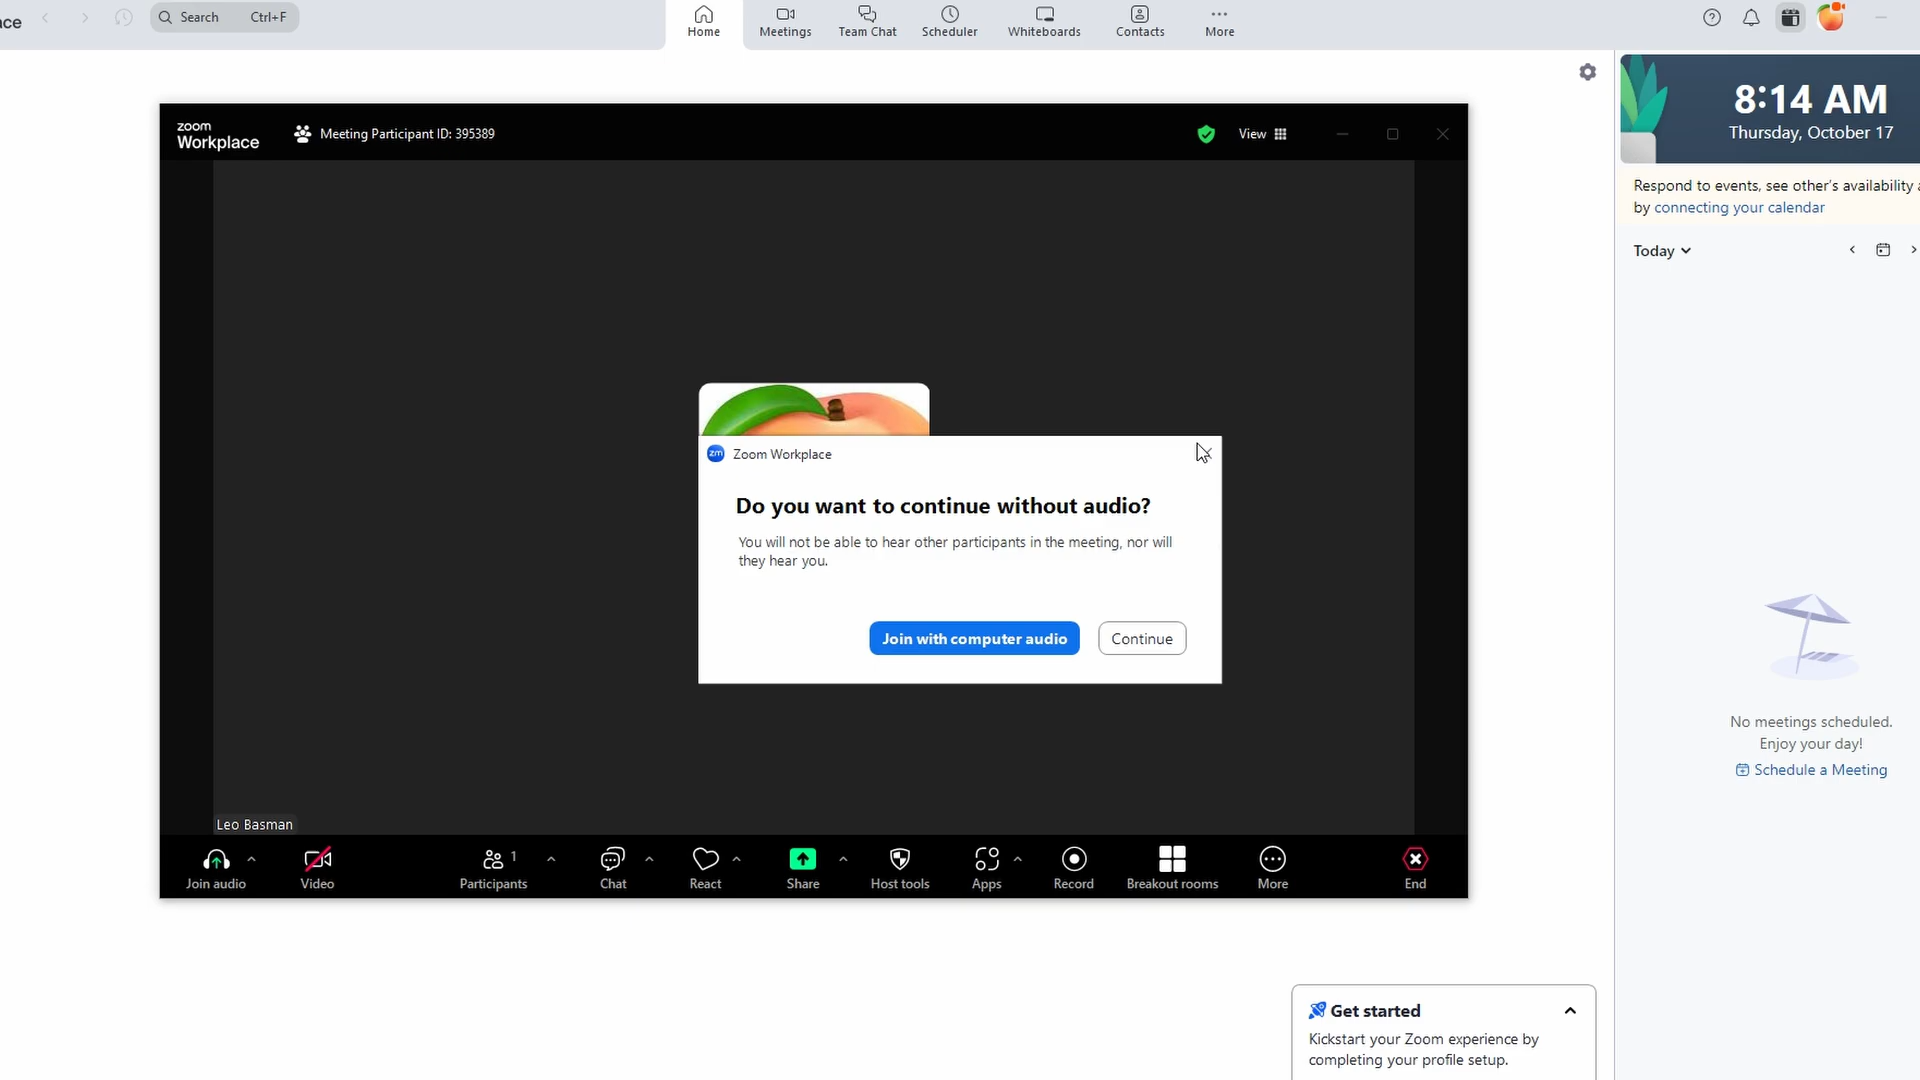 ace
Search Ctrl+F
Home
Meetings
Team Chat
Scheduler
Whiteboards
Contacts
More
zoom
Workplace
Meeting Participant ID: 395389
View
8:14 AM
Thursday, October 17
Respond to events, see other's availability a
by connecting your calendar
Today
zm Zoom Workplace
Do you want to continue without audio?
You will not be able to hear other participants in the meeting, nor will
they hear you.
Join with computer audio
Continue
No meetings scheduled.
Enjoy your day!
Schedule a Meeting
Leo Basman
Join audio
Video
Participants
1
Chat
React
Share
Host tools
Apps
Record
Breakout rooms
More
End
Get started
Kickstart your Zoom experience by
completing your profile setup.